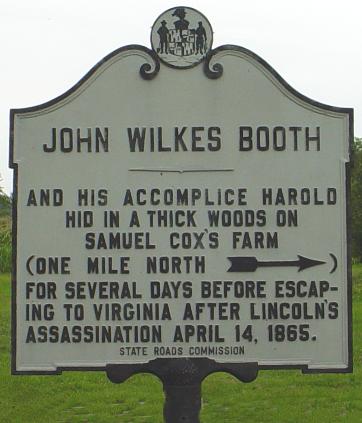 JOHN WILKES BOOTH
AND HIS ACCOMPLICE HAROLD
HID IN A THICK WOODS ON
SAMUEL COX'S FARM
(ONE MILE NORTH )
FOR SEVERAL DAYS BEFORE ESCAP-
ING TO VIRGINIA AFTER LINCOLN'S
ASSASSINATION APRIL 14, 1865.
STATE ROADS COMMISSION